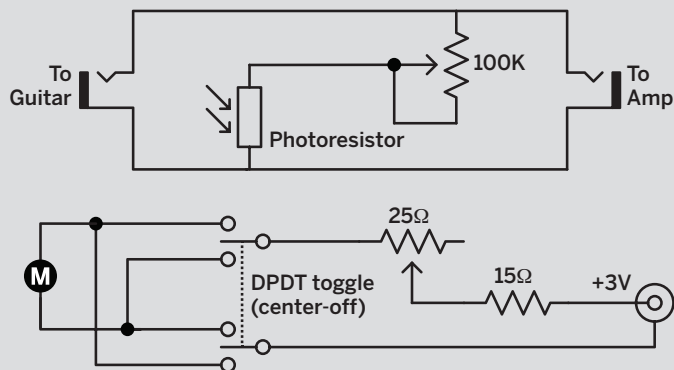 To
Guitar
100K
To
Amp
Photoresistor
25Ω
M
DPDT toggle
(center-off)
15Ω
+3V